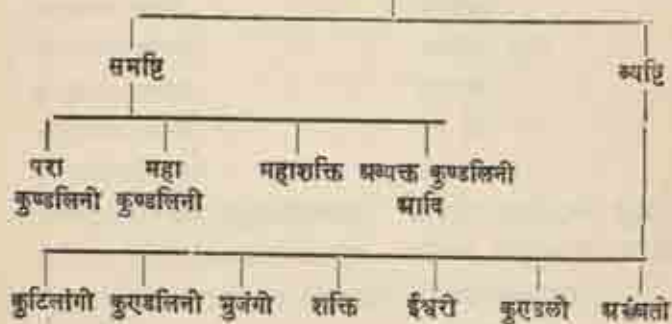 समष्टि व्यष्टि
परा महा महाशक्ति अव्यक्त कुण्डलिनी
कुण्डलिनी कुण्डलिनी आदि
कुटिलांगी कुण्डलिनी भुजंगी शक्ति ईश्वरी कुण्डली अरुंधती